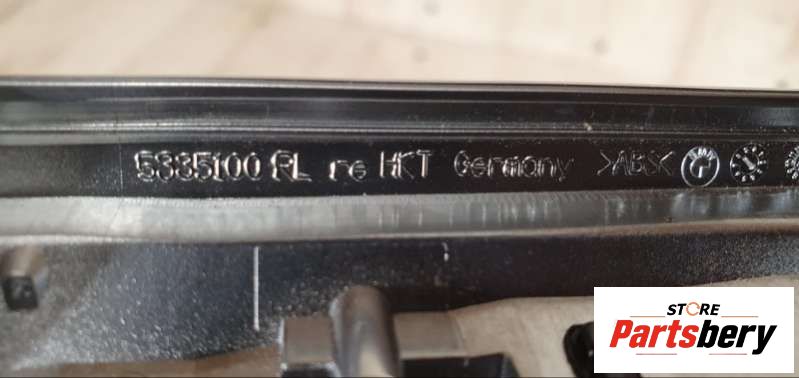 5335100 RL re HKT Germany >ABS<
STORE
Partsbery